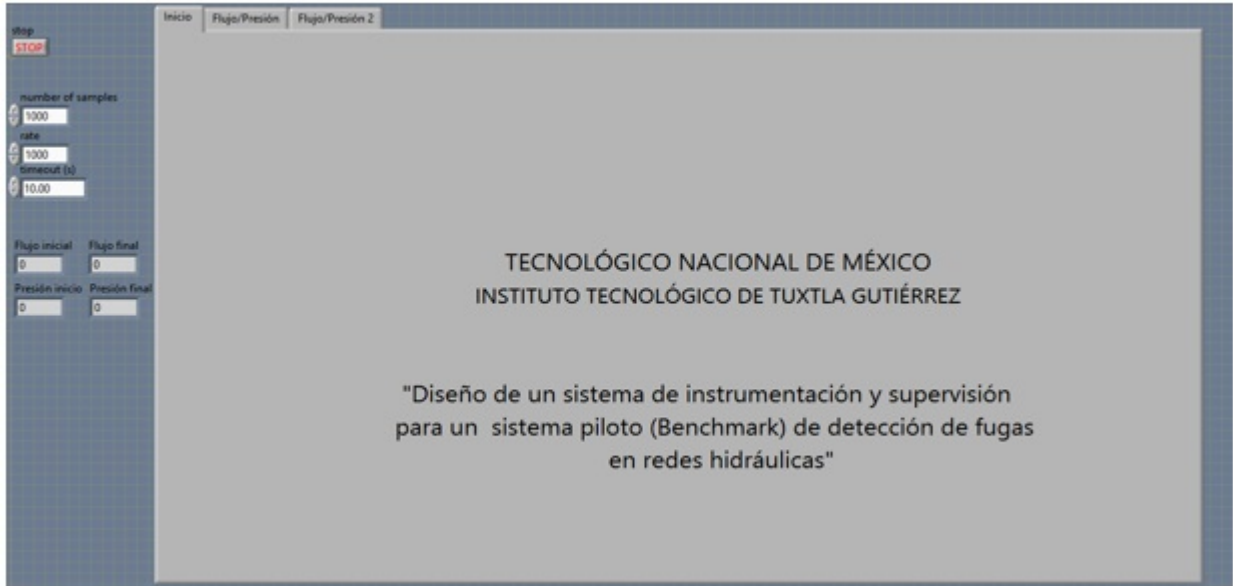 Inicio Flujo/Presión Flujo/Presión 2
stop
STOP
number of samples
1000
rate
1000
timeout (s)
10.00
Flujo inicial Flujo final
0 0
Presión inicio Presión final
0 0
TECNOLÓGICO NACIONAL DE MÉXICO
INSTITUTO TECNOLÓGICO DE TUXTLA GUTIÉRREZ
"Diseño de un sistema de instrumentación y supervisión
para un sistema piloto (Benchmark) de detección de fugas
en redes hidráulicas"